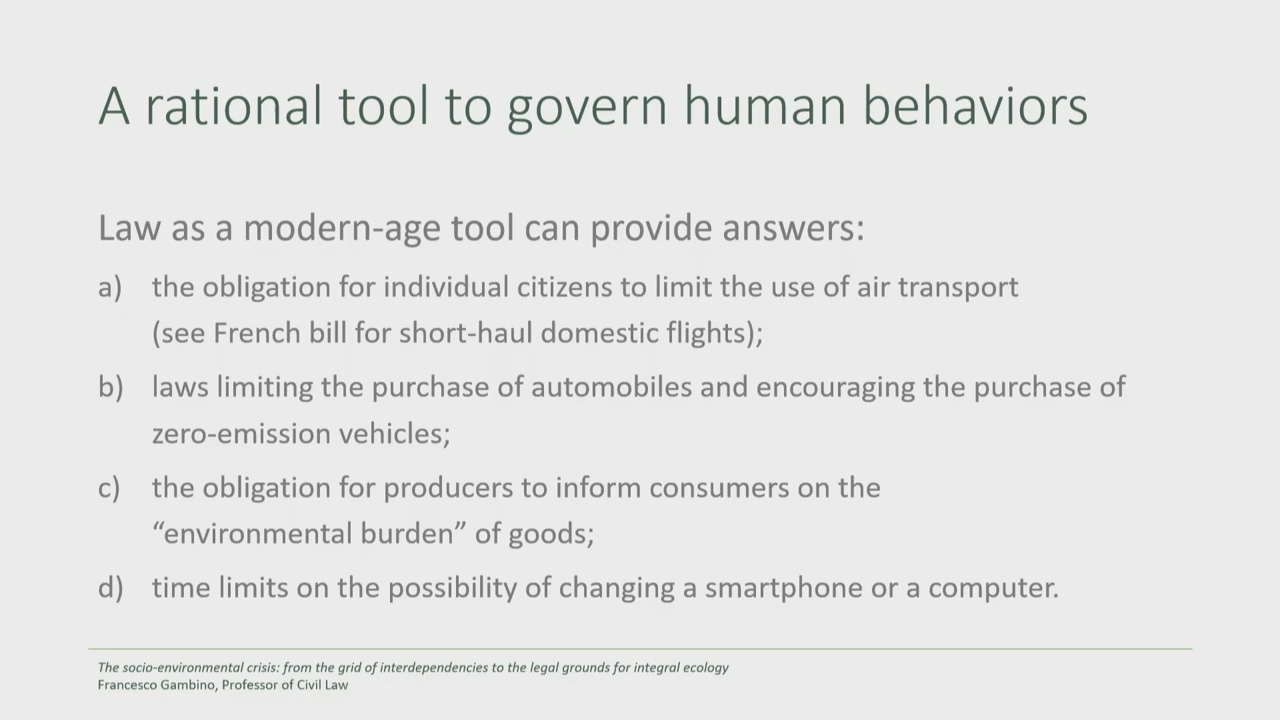 A rational tool to govern human behaviors
Law as a modern-age tool can provide answers:
a) the obligation for individual citizens to limit the use of air transport
(see French bill for short-haul domestic flights);
b) laws limiting the purchase of automobiles and encouraging the purchase of
zero-emission vehicles;
c) the obligation for producers to inform consumers on the
“environmental burden” of goods;
d) time limits on the possibility of changing a smartphone or a computer.
The socio-environmental crisis: from the grid of interdependencies to the legal grounds for integral ecology
Francesco Gambino, Professor of Civil Law